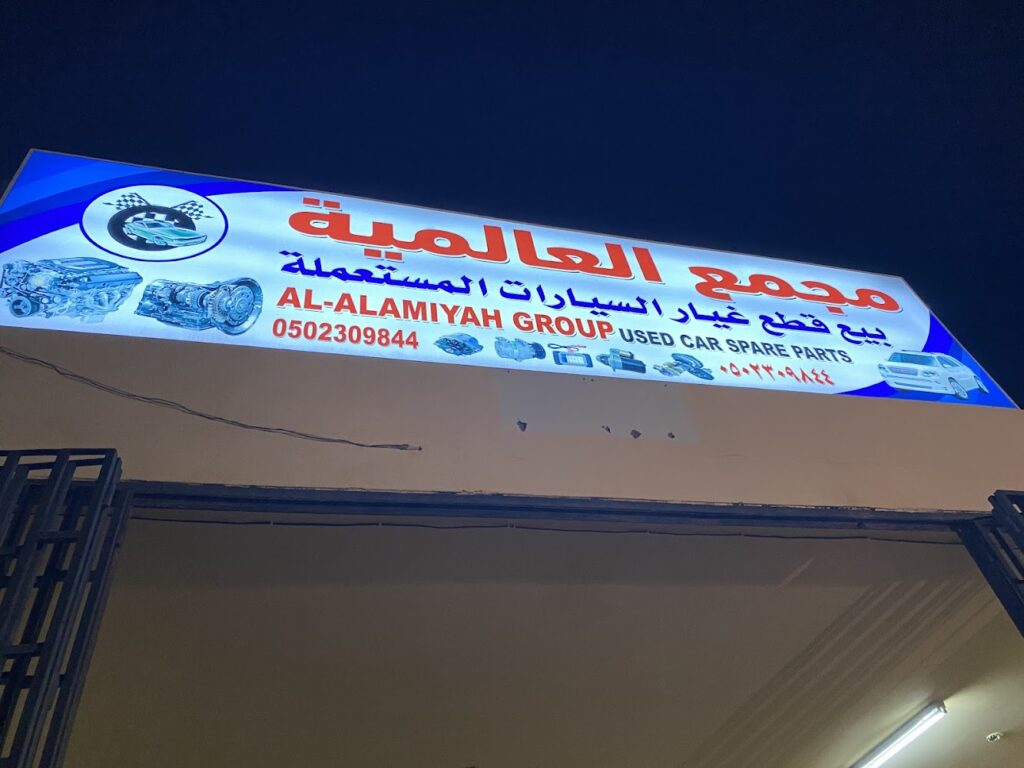 مجمع العالمية
بيع قطع غيار السيارات المستعملة
AL-ALAMIYAH GROUP USED CAR SPARE PARTS
0502309844
٠٥٠٢٣٠٩٨٤٤